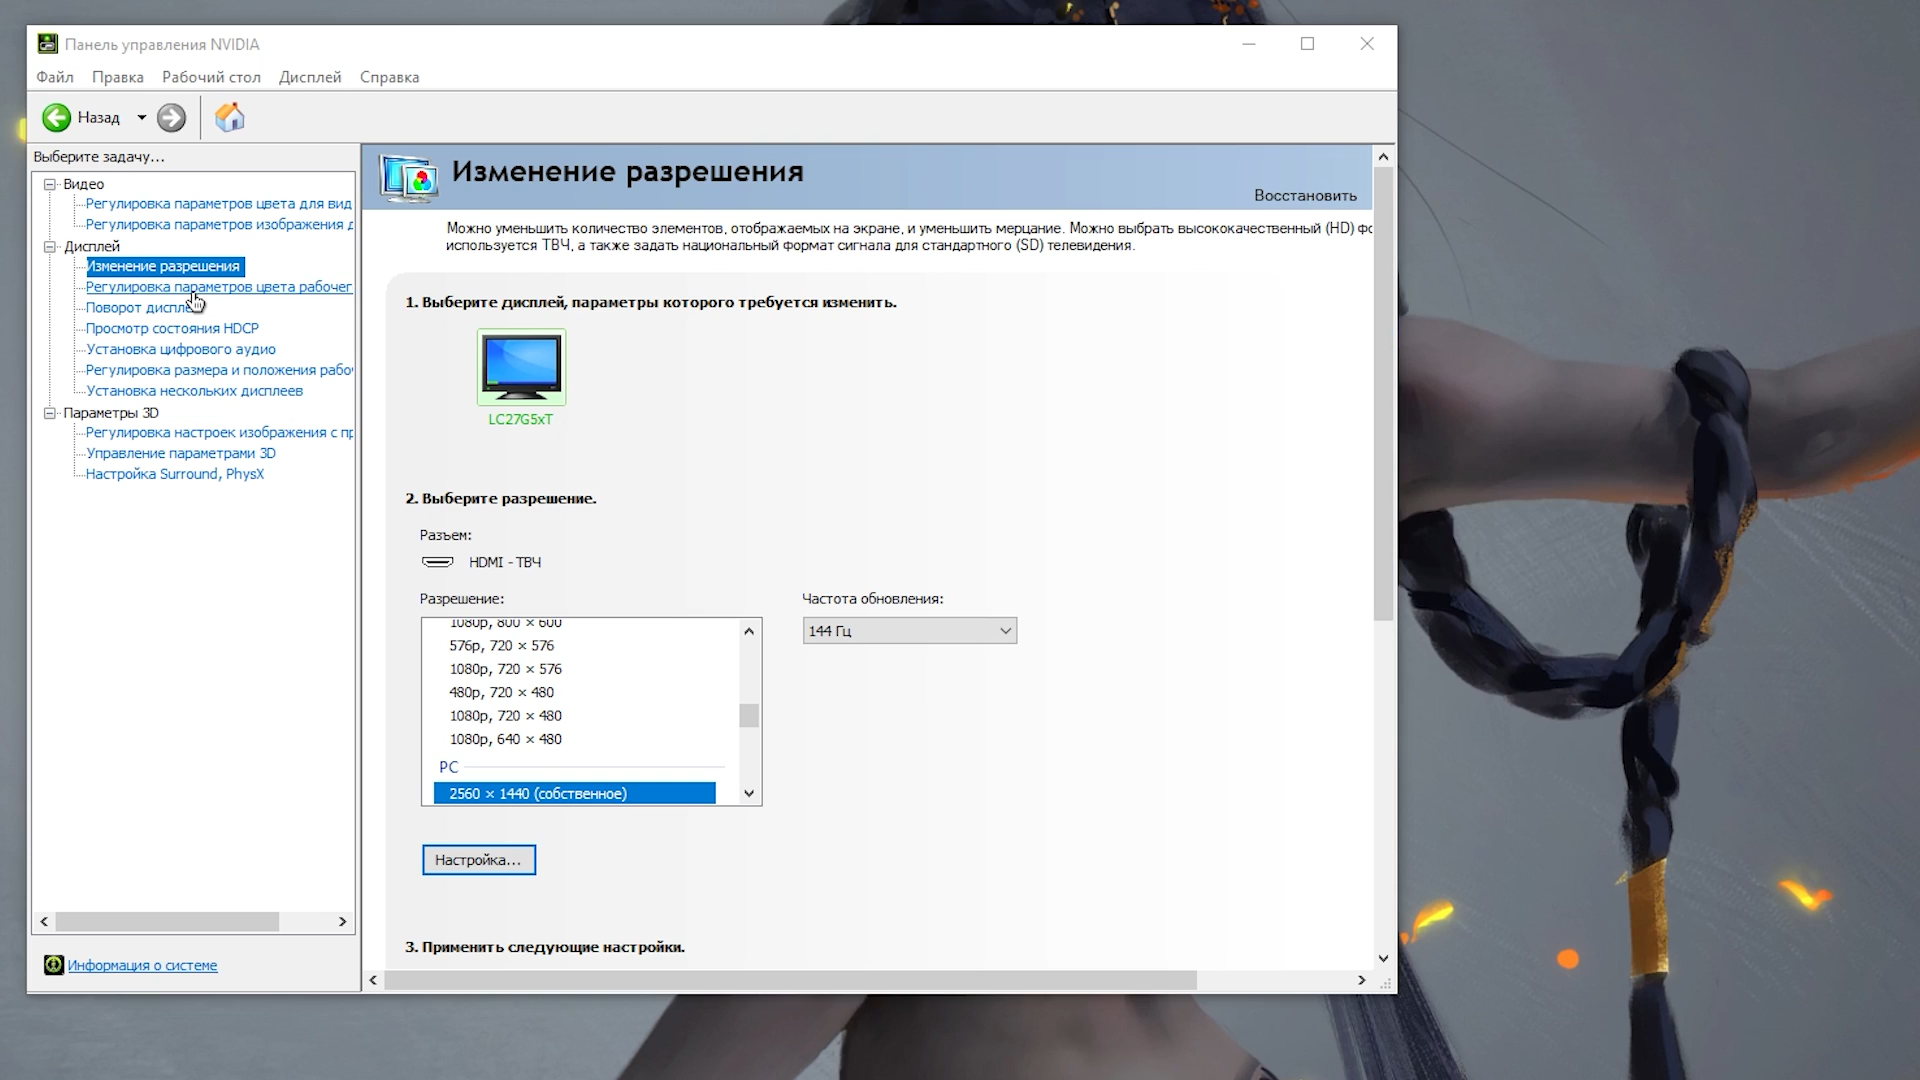 Панель управления NVIDIA
Файл Правка Рабочий стол Дисплей Справка
Назад
Выберите задачу...
Видео
Регулировка параметров цвета для вид
Регулировка параметров изображения д
Дисплей
Изменение разрешения
Регулировка параметров цвета рабочег
Поворот диспле
Просмотр состояния HDCP
Установка цифрового аудио
Регулировка размера и положения рабо
Установка нескольких дисплеев
Параметры 3D
Регулировка настроек изображения с пр
Управление параметрами 3D
Настройка Surround, PhysX
Информация о системе
Изменение разрешения
Восстановить
Можно уменьшить количество элементов, отображаемых на экране, и уменьшить мерцание. Можно выбрать высококачественный (HD) фо
используется ТВЧ, а также задать национальный формат сигнала для стандартного (SD) телевидения.
1. Выберите дисплей, параметры которого требуется изменить.
LC27G5xT
2. Выберите разрешение.
Разъем:
HDMI - ТВЧ
Разрешение:
1080p, 800 × 600
576p, 720 × 576
1080p, 720 × 576
480p, 720 × 480
1080p, 720 × 480
1080p, 640 × 480
PC
2560 × 1440 (собственное)
Частота обновления:
144 Гц
Настройка...
3. Применить следующие настройки.